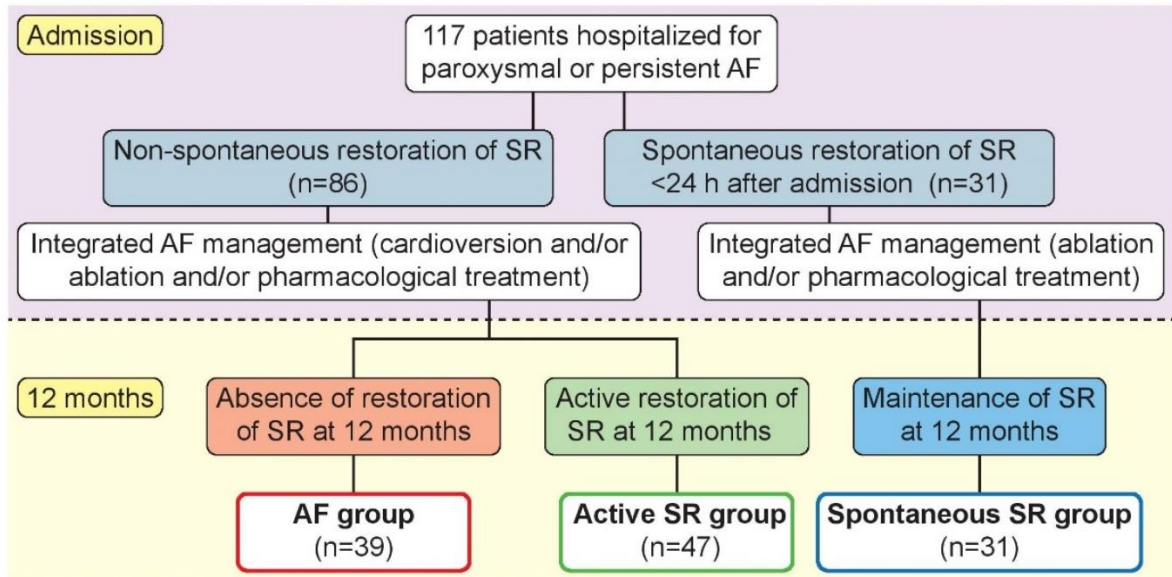 Admission
117 patients hospitalized for
paroxysmal or persistent AF
Non-spontaneous restoration of SR
(n=86)
Spontaneous restoration of SR
<24 h after admission (n=31)
Integrated AF management (cardioversion and/or
ablation and/or pharmacological treatment)
Integrated AF management (ablation
and/or pharmacological treatment)
12 months
Absence of restoration
of SR at 12 months
Active restoration of
SR at 12 months
Maintenance of SR
at 12 months
AF group
(n=39)
Active SR group
(n=47)
Spontaneous SR group
(n=31)